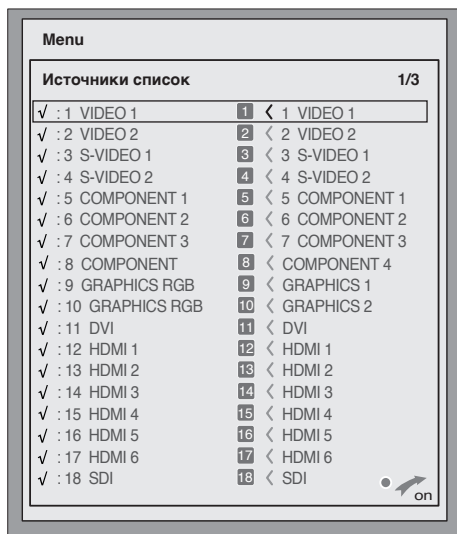 Menu
Источники список 1/3
√ : 1 VIDEO 1 1 < 1 VIDEO 1
√ : 2 VIDEO 2 2 < 2 VIDEO 2
√ : 3 S-VIDEO 1 3 < 3 S-VIDEO 1
√ : 4 S-VIDEO 2 4 < 4 S-VIDEO 2
√ : 5 COMPONENT 1 5 < 5 COMPONENT 1
√ : 6 COMPONENT 2 6 < 6 COMPONENT 2
√ : 7 COMPONENT 3 7 < 7 COMPONENT 3
√ : 8 COMPONENT 8 < COMPONENT 4
√ : 9 GRAPHICS RGB 9 < GRAPHICS 1
√ : 10 GRAPHICS RGB 10 < GRAPHICS 2
√ : 11 DVI 11 < DVI
√ : 12 HDMI 1 12 < HDMI 1
√ : 13 HDMI 2 13 < HDMI 2
√ : 14 HDMI 3 14 < HDMI 3
√ : 15 HDMI 4 15 < HDMI 4
√ : 16 HDMI 5 16 < HDMI 5
√ : 17 HDMI 6 17 < HDMI 6
√ : 18 SDI 18 < SDI
on